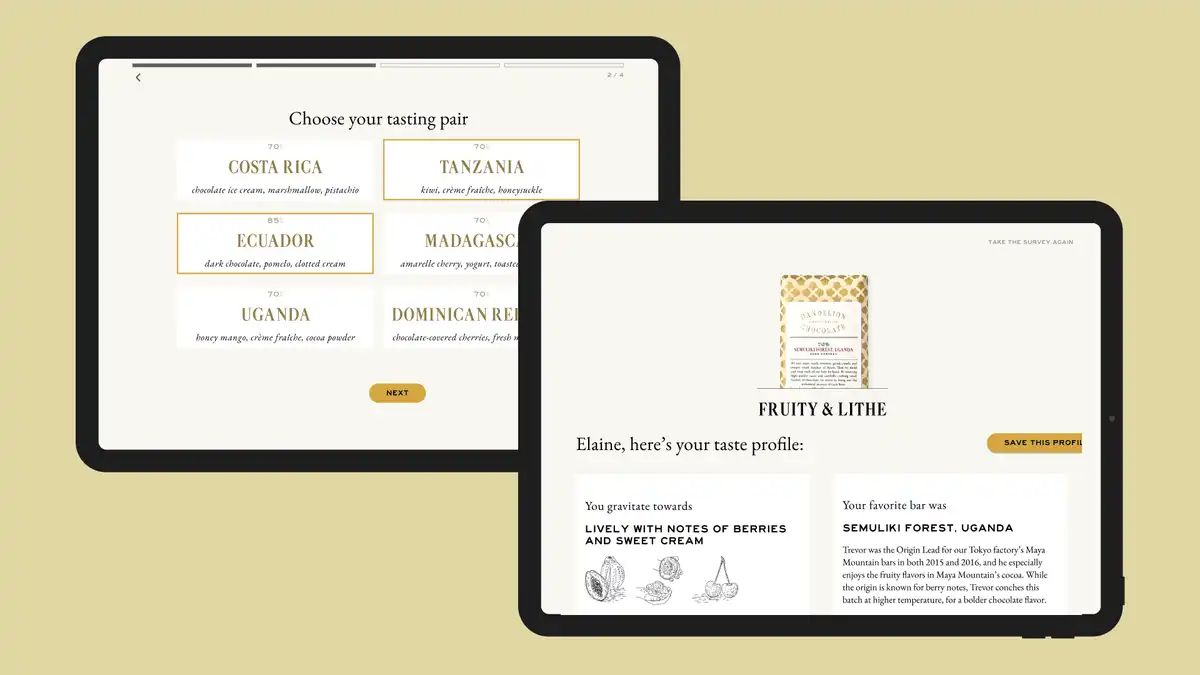 2 / 4
Choose your tasting pair
70%
COSTA RICA
chocolate ice cream, marshmallow, pistachio
70%
TANZANIA
kiwi, crème fraîche, honeysuckle
85%
ECUADOR
dark chocolate, pomelo, clotted cream
70%
MADAGASCA
amarelle cherry, yogurt, toasted
70%
UGANDA
honey mango, crème fraîche, cocoa powder
70%
DOMINICAN RE
chocolate-covered cherries, fresh
NEXT
TAKE THE SURVEY AGAIN
DANDELION
CHOCOLATE
70%
SEMULIKI FOREST, UGANDA
FRUITY & LITHE
Elaine, here’s your taste profile:
SAVE THIS PROFIL
You gravitate towards
LIVELY WITH NOTES OF BERRIES
AND SWEET CREAM
Your favorite bar was
SEMULIKI FOREST, UGANDA
Trevor was the Origin Lead for our Tokyo factory’s Maya
Mountain bars in both 2015 and 2016, and he especially
enjoys the fruity flavors in Maya Mountain’s cocoa. While
the origin is known for berry notes, Trevor conches this
batch at higher temperature, for a bolder chocolate flavor.